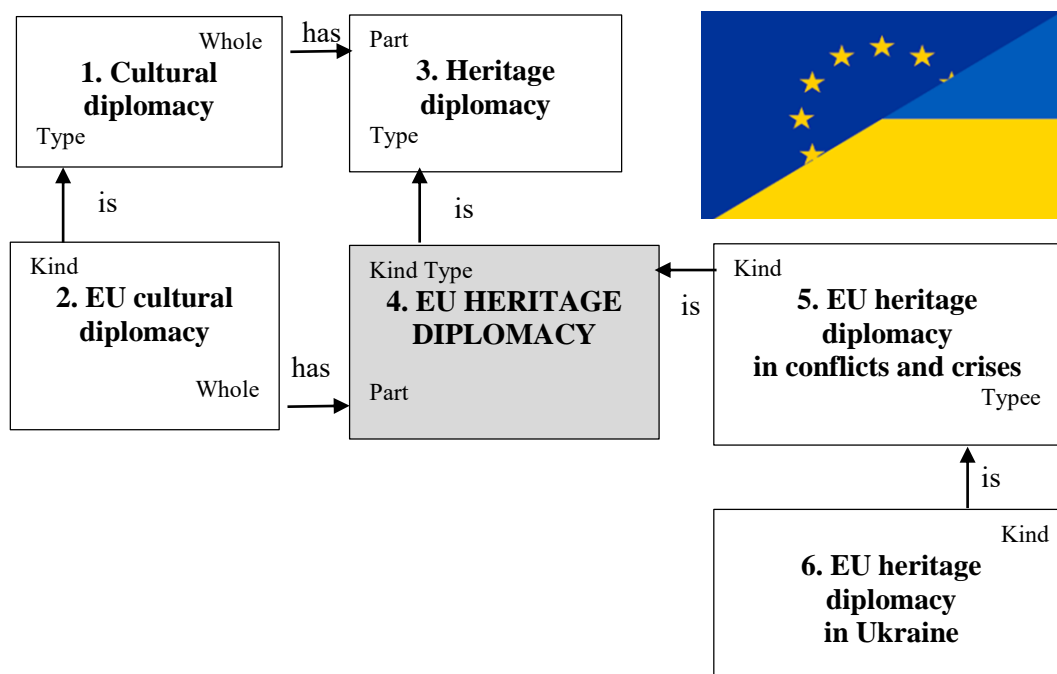 Whole
has
Part
1. Cultural
diplomacy
3. Heritage
diplomacy
Type
Type
is
is
Kind
2. EU cultural
diplomacy
Whole
has
Kind Type
4. EU HERITAGE
DIPLOMACY
Part
is
Kind
5. EU heritage
diplomacy
in conflicts and crises
Typee
is
Kind
6. EU heritage
diplomacy
in Ukraine